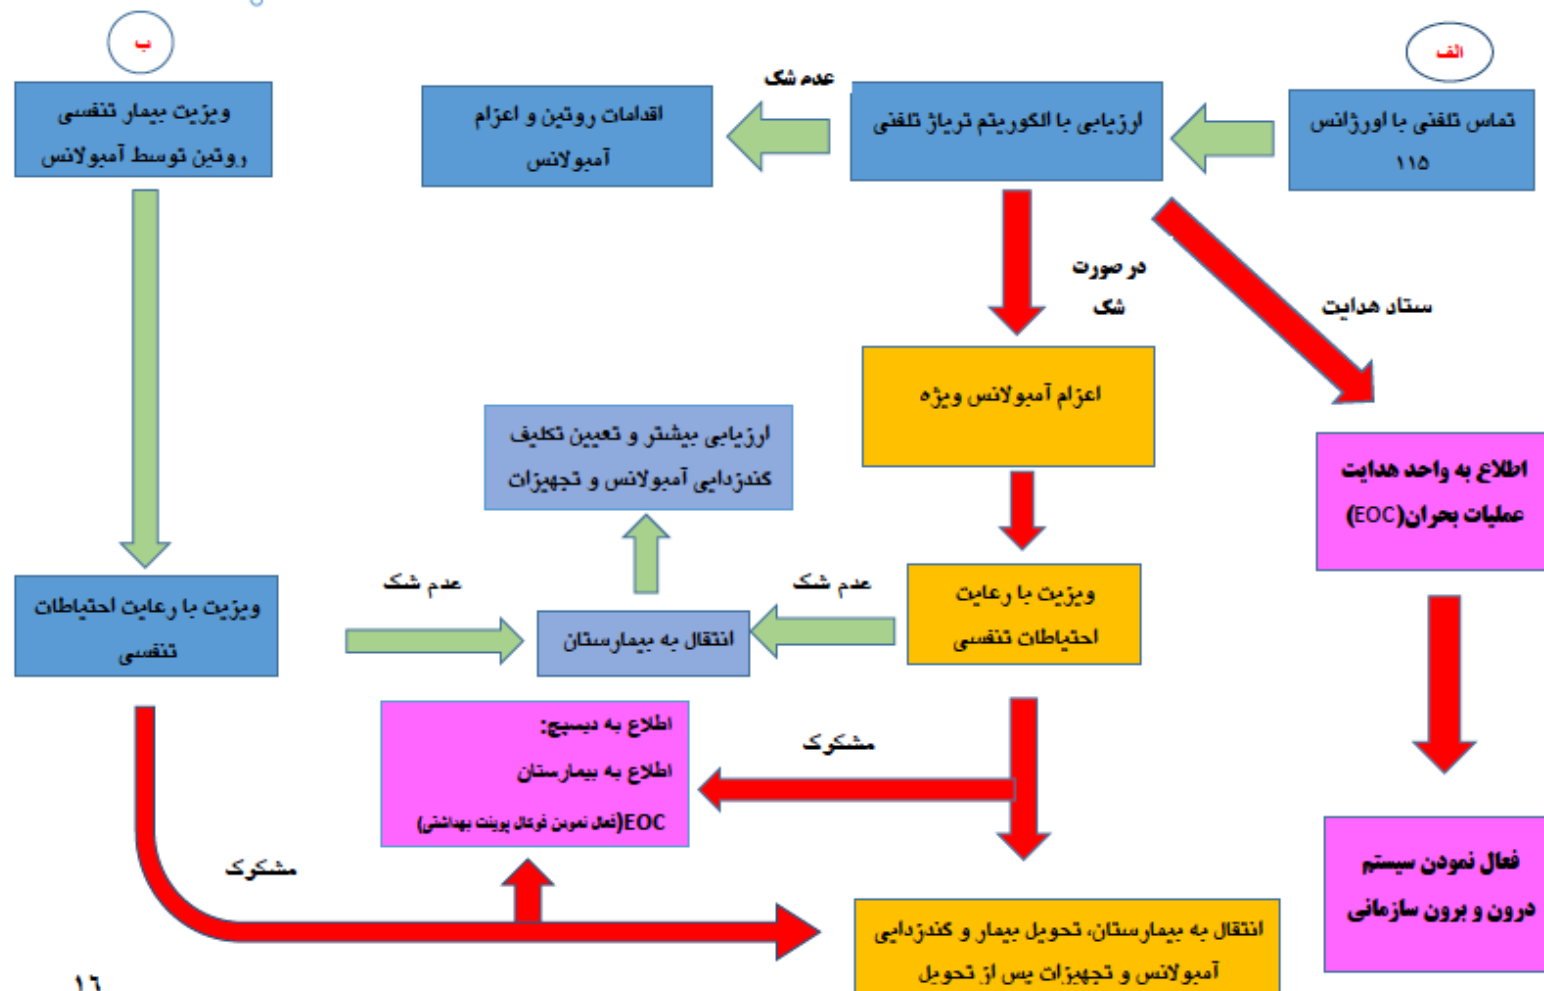 الف
تماس تلفنی با اورژانس
۱۱۵
ارزیابی با الگوریتم تریاژ تلفنی
عدم شک
اقدامات روتین و اعزام
آمبولانس
ب
ویزیت بیمار تنفسی
روتین توسط آمبولانس
در صورت
شک
ستاد هدایت
اعزام آمبولانس ویژه
ارزیابی بیشتر و تعیین تکلیف
گندزدایی آمبولانس و تجهیزات
اطلاع به واحد هدایت
عملیات بحران(EOC)
ویزیت با رعایت
احتیاطات تنفسی
عدم شک
انتقال به بیمارستان
عدم شک
ویزیت با رعایت احتیاطات
تنفسی
مشکوک
اطلاع به دیسپچ:
اطلاع به بیمارستان
EOC(فعال نمودن فوکال پوینت بهداشتی)
مشکوک
فعال نمودن سیستم
درون و برون سازمانی
انتقال به بیمارستان، تحویل بیمار و گندزدایی
آمبولانس و تجهیزات پس از تحویل
۱٦